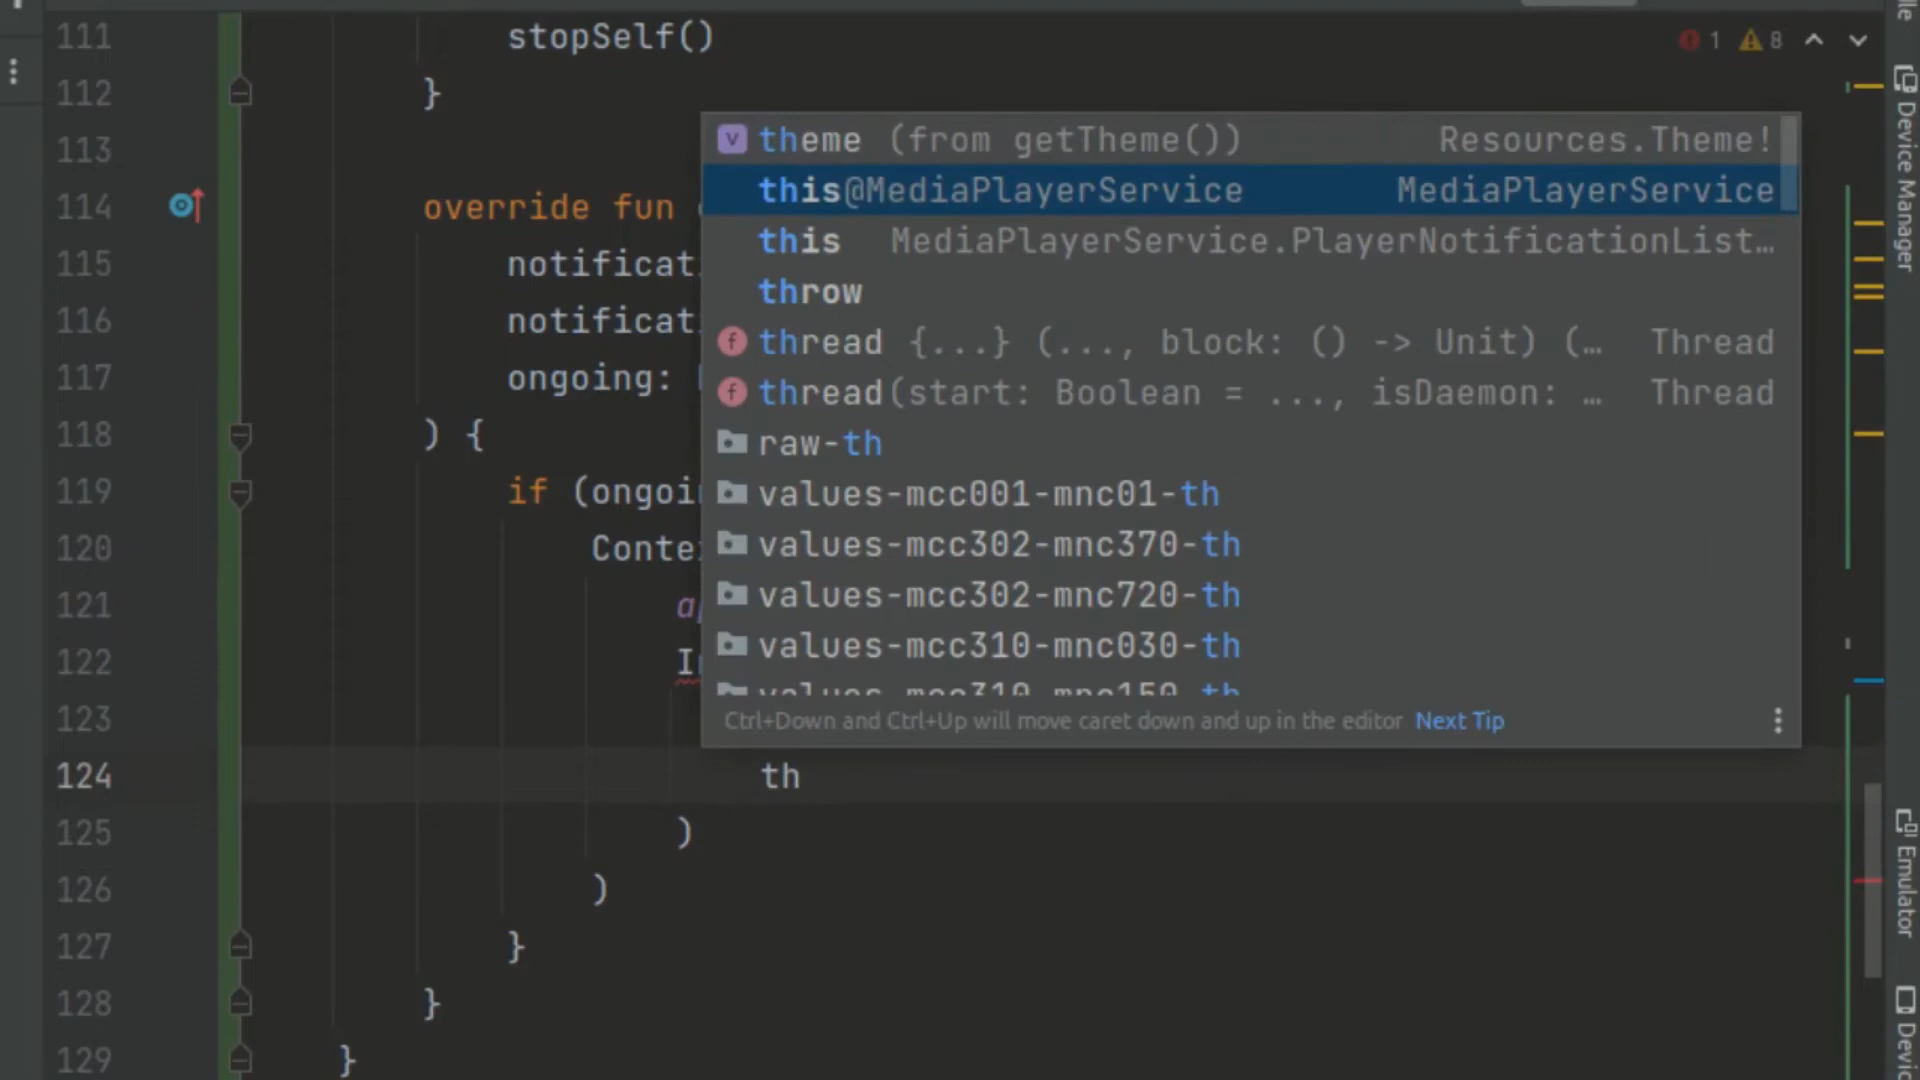 111 stopSelf()
1 8
112 }
113
114 override fun
115 notificat
116 notificat
117 ongoing:
118 ) {
119 if (ongoi
120 Conte
121
122
123
124 th
125 )
126 )
127 }
128 }
129 }
theme (from getTheme()) Resources.Theme!
this@MediaPlayerService MediaPlayerService
this MediaPlayerService.PlayerNotificationList…
throw
thread {...} (..., block: () -> Unit) (… Thread
thread(start: Boolean = ..., isDaemon: … Thread
raw-th
values-mcc001-mnc01-th
values-mcc302-mnc370-th
values-mcc302-mnc720-th
values-mcc310-mnc030-th
values-mcc310-mnc150-th
Ctrl+Down and Ctrl+Up will move caret down and up in the editor Next Tip
Device Manager
Emulator